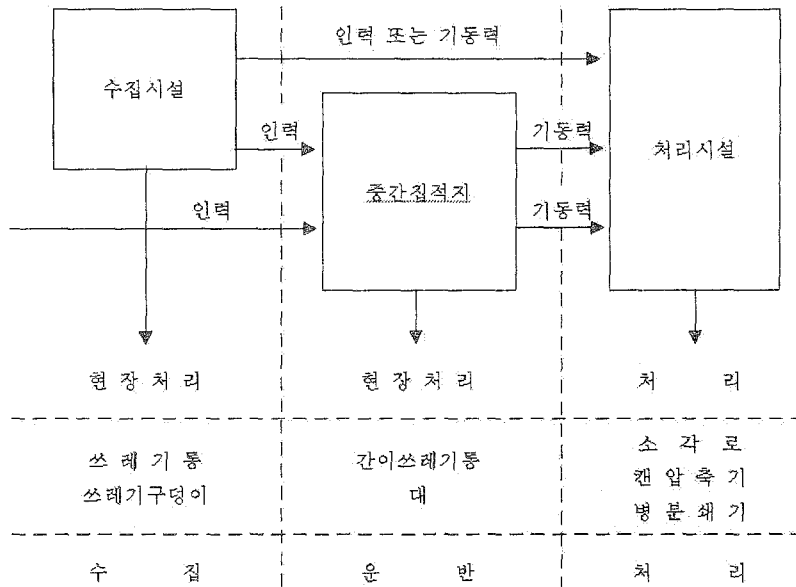 인력 또는 기동력
수집시설
인력
기동력
처리시설
중간집적지
인력
기동력
현 장 처 리
현 장 처 리
처 리
쓰 레 기 통
쓰레기구덩이
간이쓰레기통
대
소 각 로
캔 압 축 기
병 분 쇄 기
수 집
운 반
처 리